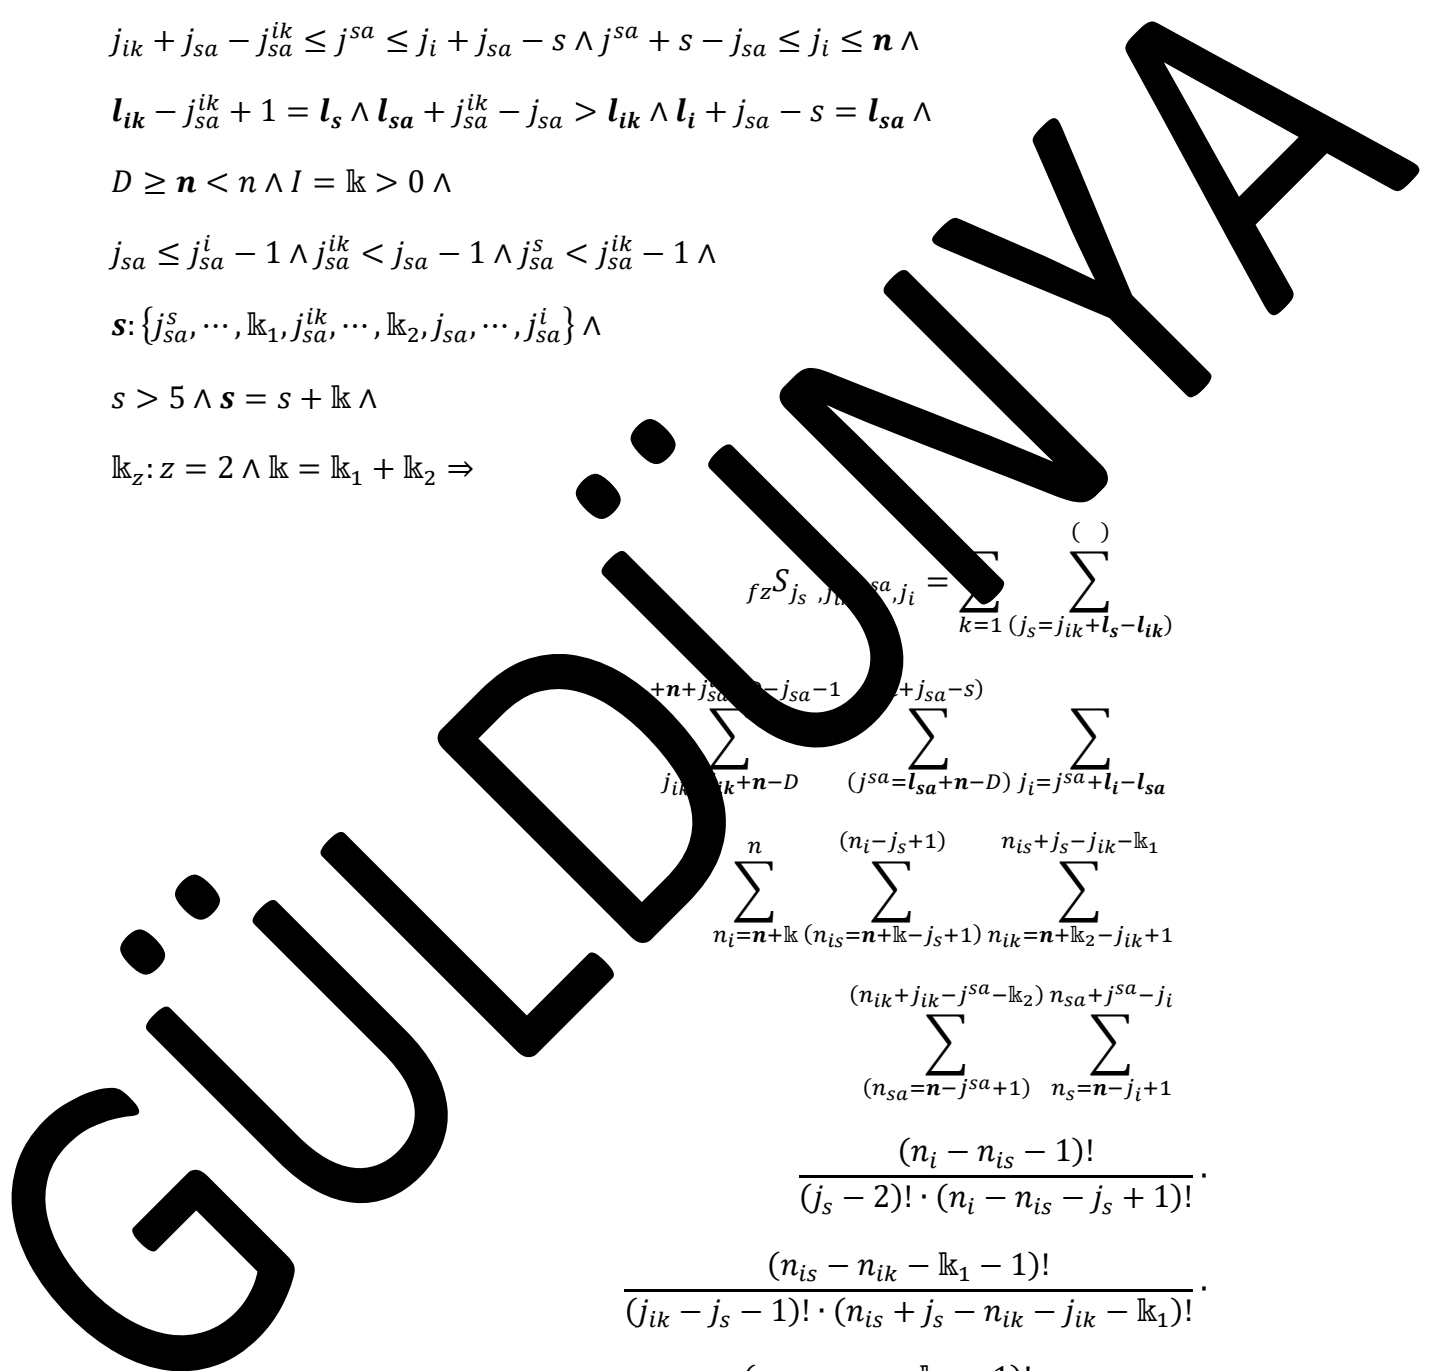 j_{ik} + j_{sa} − j_{sa}^{ik} ≤ j^{sa} ≤ j_i + j_{sa} − s ∧ j^{sa} + s − j_{sa} ≤ j_i ≤ 𝒏 ∧
𝒍_{𝒊𝒌} − j_{sa}^{ik} + 1 = 𝒍_𝒔 ∧ 𝒍_{𝒔𝒂} + j_{sa}^{ik} − j_{sa} > 𝒍_{𝒊𝒌} ∧ 𝒍_𝒊 + j_{sa} − s = 𝒍_{𝒔𝒂} ∧
D ≥ 𝒏 < n ∧ I = 𝕜 > 0 ∧
j_{sa} ≤ j_{sa}^{i} − 1 ∧ j_{sa}^{ik} < j_{sa} − 1 ∧ j_{sa}^{s} < j_{sa}^{ik} − 1 ∧
𝒔: {j_{sa}^{s}, ⋯, 𝕜_1, j_{sa}^{ik}, ⋯, 𝕜_2, j_{sa}, ⋯, j_{sa}^{i}} ∧
s > 5 ∧ 𝒔 = s + 𝕜 ∧
𝕜_z: z = 2 ∧ 𝕜 = 𝕜_1 + 𝕜_2 ⇒
( )
_{fz}S_{j_s ,} _{,j_i} = ∑ ∑
k=1 (j_s=j_{ik}+𝒍_𝒔−𝒍_{𝒊𝒌})
+𝒏+ −j_{sa}−1 +j_{sa}−s)
∑ ∑ ∑
+𝒏−D (j^{sa}=𝒍_{𝒔𝒂}+𝒏−D) j_i=j^{sa}+𝒍_𝒊−𝒍_{𝒔𝒂}
n (n_i−j_s+1) n_{is}+j_s−j_{ik}−𝕜_1
∑ ∑ ∑
n_i=𝒏+𝕜 (n_{is}=𝒏+𝕜−j_s+1) n_{ik}=𝒏+𝕜_2−j_{ik}+1
(n_{ik}+j_{ik}−j^{sa}−𝕜_2) n_{sa}+j^{sa}−j_i
∑ ∑
(n_{sa}=𝒏−j^{sa}+1) n_s=𝒏−j_i+1
(n_i − n_{is} − 1)!
(j_s − 2)! · (n_i − n_{is} − j_s + 1)! ·
(n_{is} − n_{ik} − 𝕜_1 − 1)!
(j_{ik} − j_s − 1)! · (n_{is} + j_s − n_{ik} − j_{ik} − 𝕜_1)! ·
GÜLDÜNYA